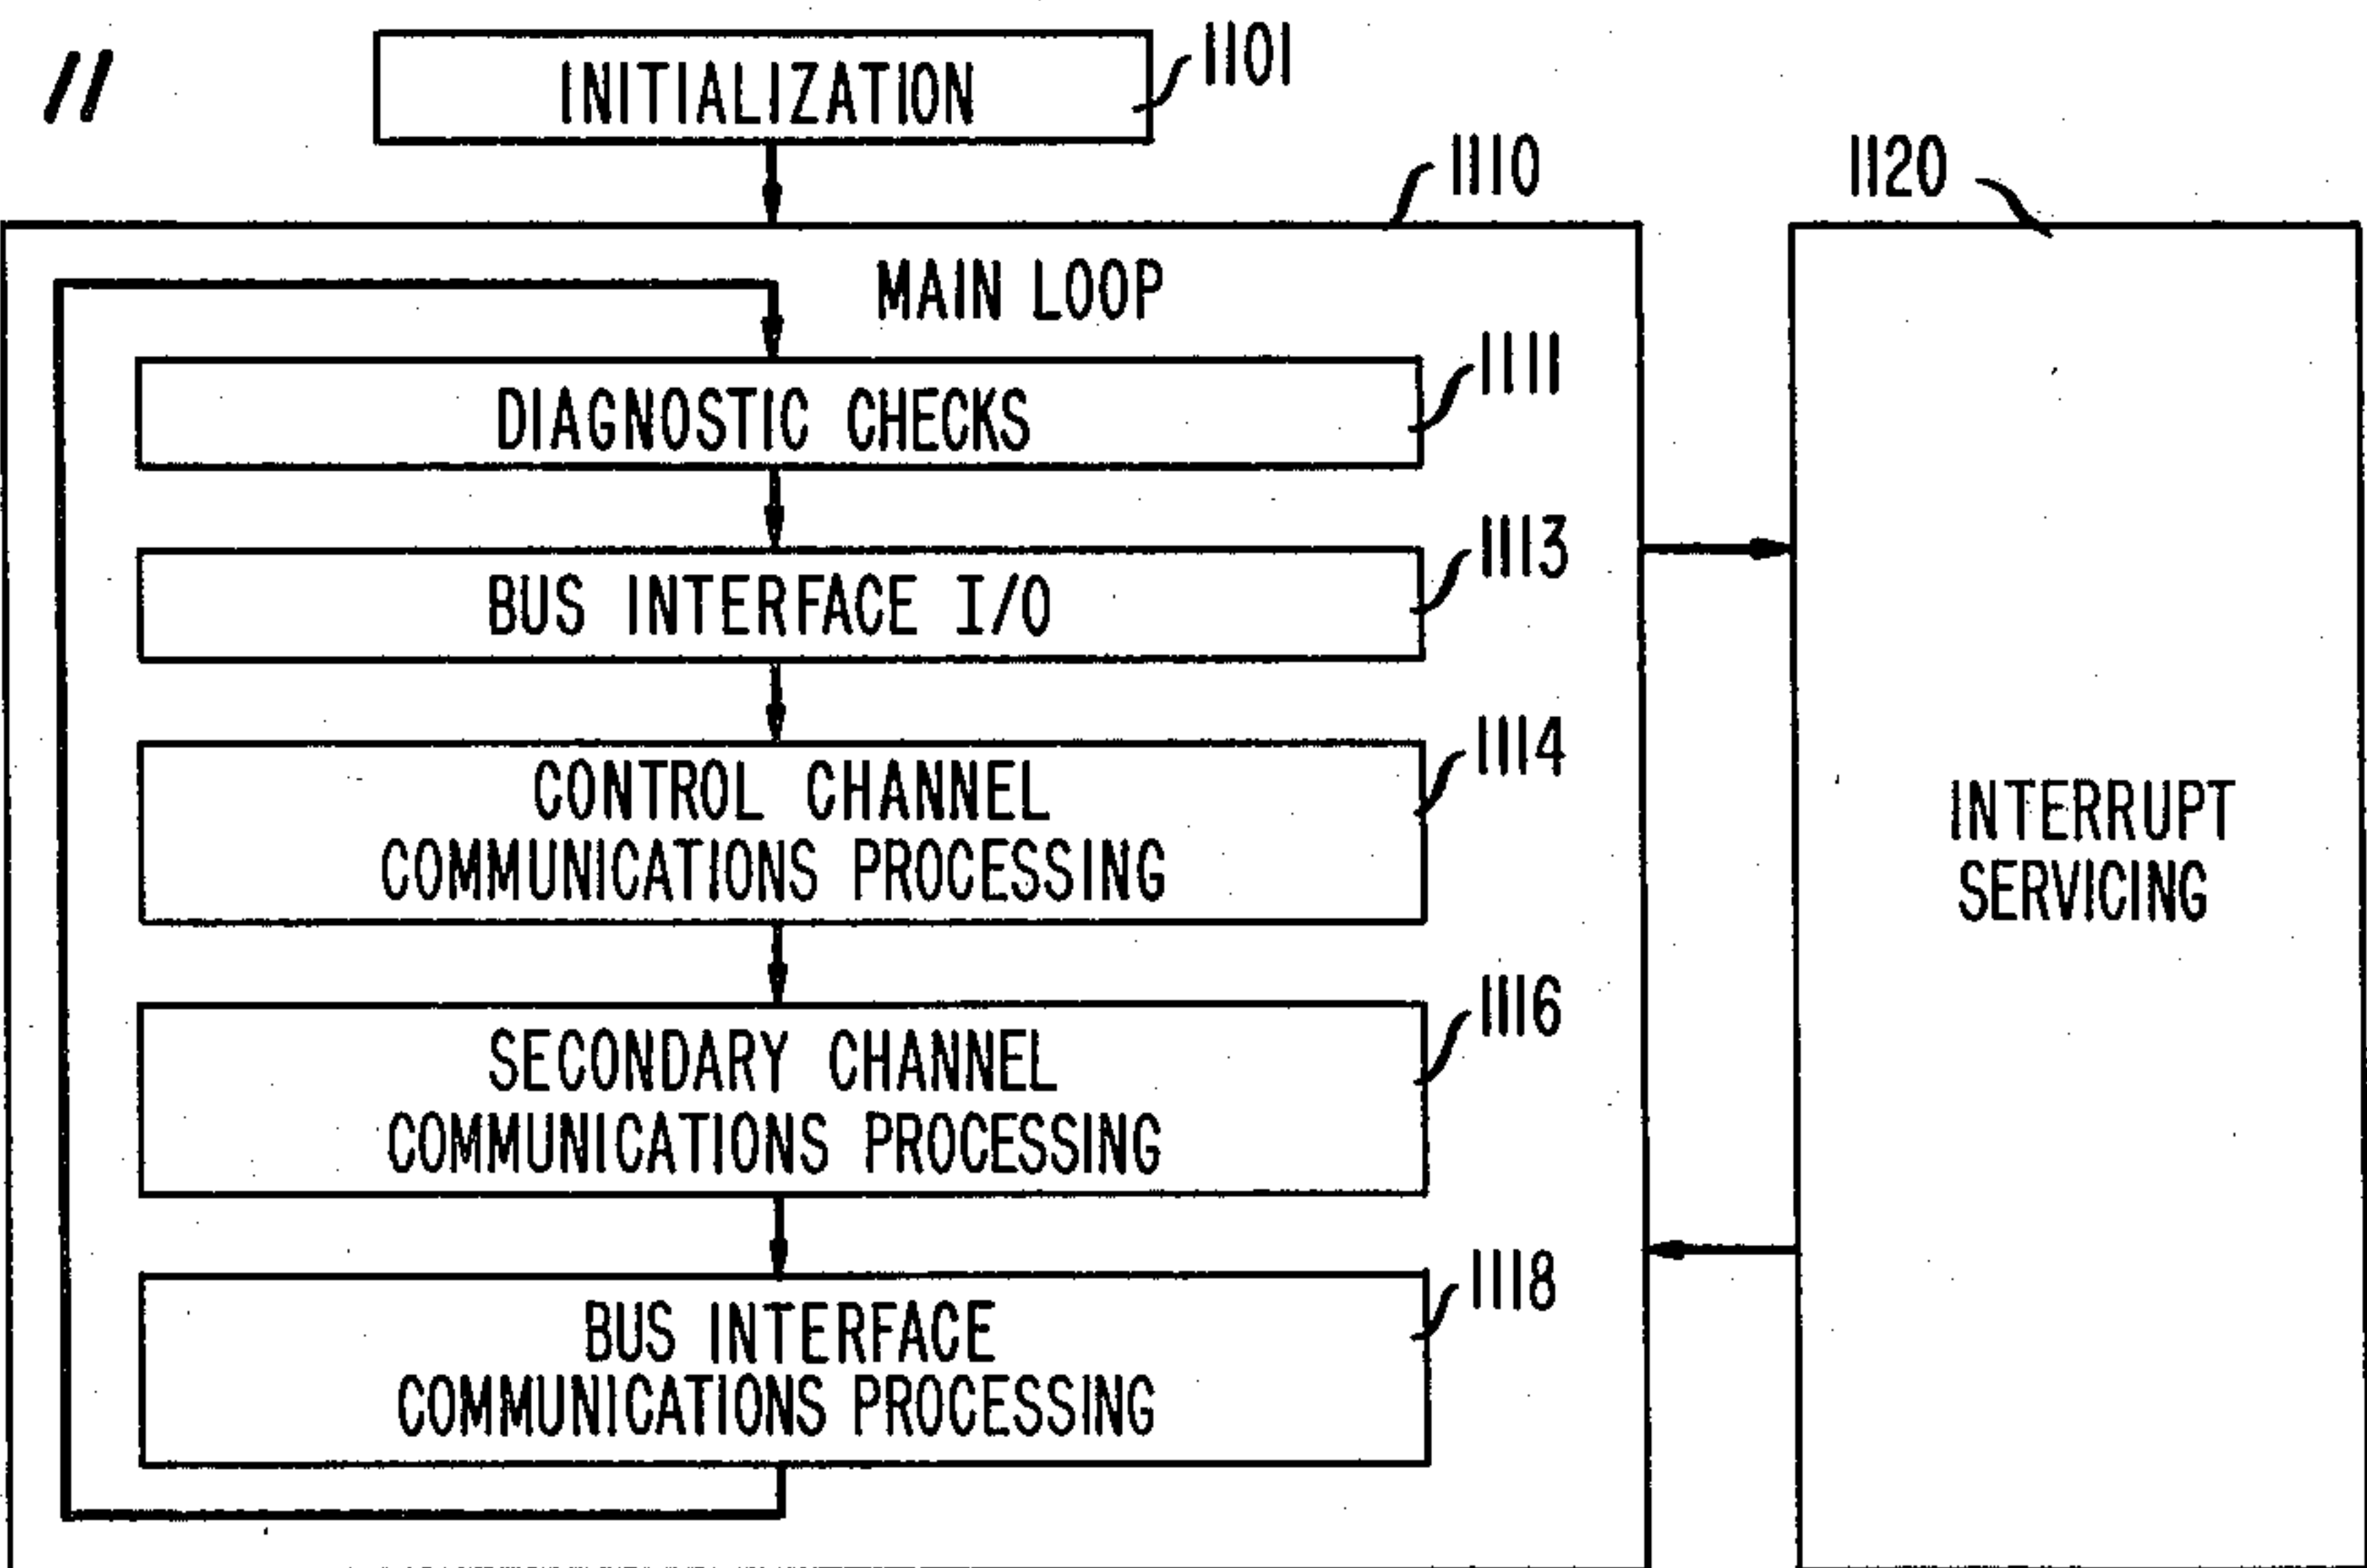 11
INITIALIZATION
1101
1110
1120
MAIN LOOP
1111
DIAGNOSTIC CHECKS
1113
BUS INTERFACE I/O
1114
CONTROL CHANNEL
COMMUNICATIONS PROCESSING
INTERRUPT
SERVICING
1116
SECONDARY CHANNEL
COMMUNICATIONS PROCESSING
1118
BUS INTERFACE
COMMUNICATIONS PROCESSING